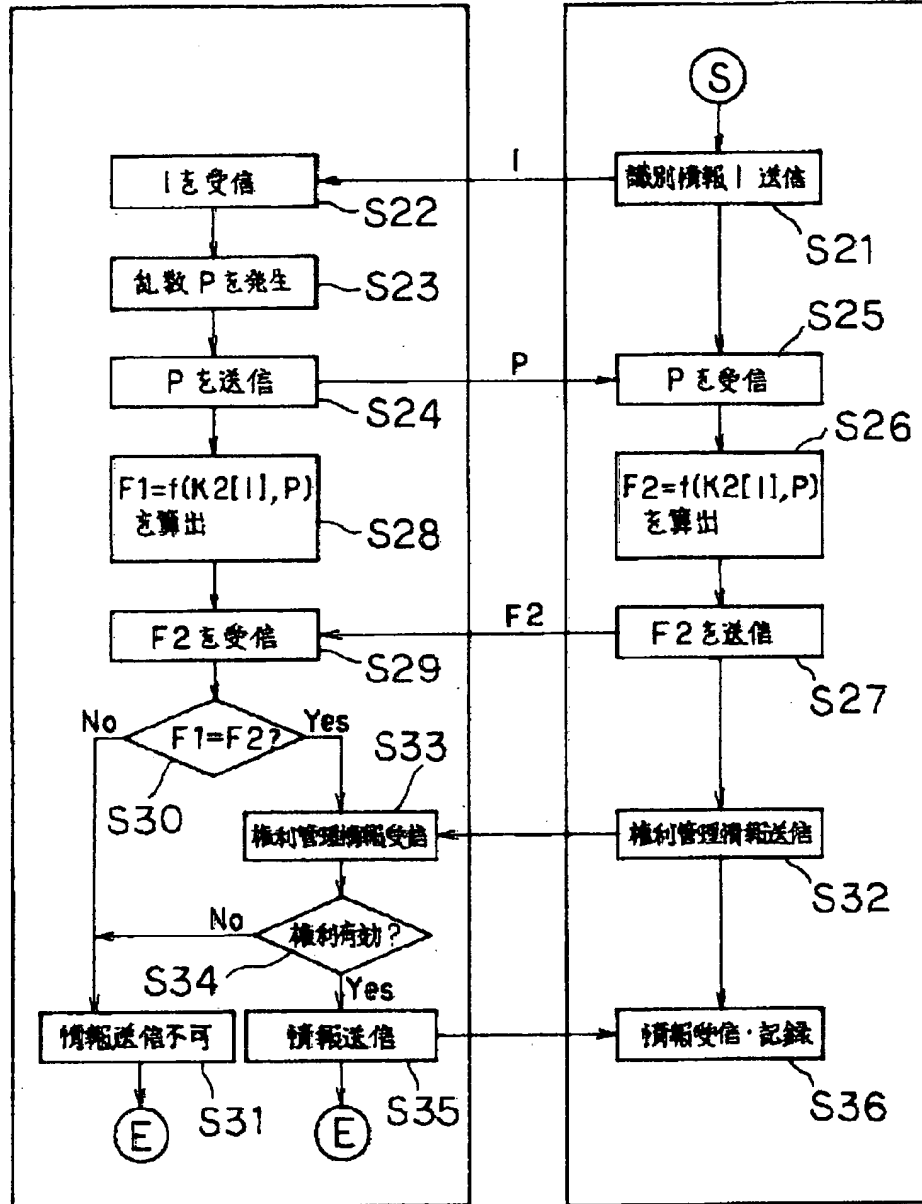 S
I
Iを受信
識別情報I送信
S22
S21
乱数Pを発生
S23
S25
P
Pを送信
Pを受信
S24
S26
F1=f(K2[I],P)
を算出
F2=f(K2[I],P)
を算出
S28
F2
F2を受信
F2を送信
S29
S27
No
F1=F2?
Yes
S30
S33
権利管理情報受信
権利管理情報送信
S32
No
権利有効?
S34
Yes
情報送信不可
情報送信
情報受信・記録
S31
S35
S36
E
E